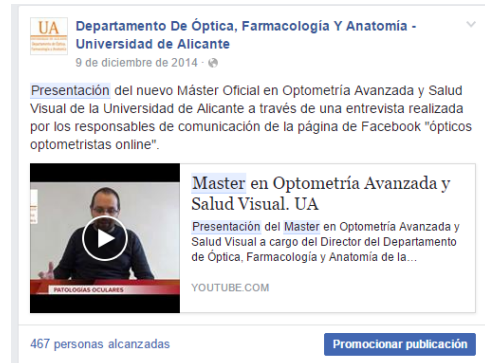 UA
Departamento De Óptica, Farmacología Y Anatomía -
Universidad de Alicante
9 de diciembre de 2014 ·
Presentación del nuevo Máster Oficial en Optometría Avanzada y Salud
Visual de la Universidad de Alicante a través de una entrevista realizada
por los responsables de comunicación de la página de Facebook "ópticos
optometristas online".
Master en Optometría Avanzada y
Salud Visual. UA
Presentación del Master en Optometría Avanzada y
Salud Visual a cargo del Director del Departamento
de Óptica, Farmacología y Anatomía de la...
PATOLOGIAS OCULARES
YOUTUBE.COM
467 personas alcanzadas
Promocionar publicación